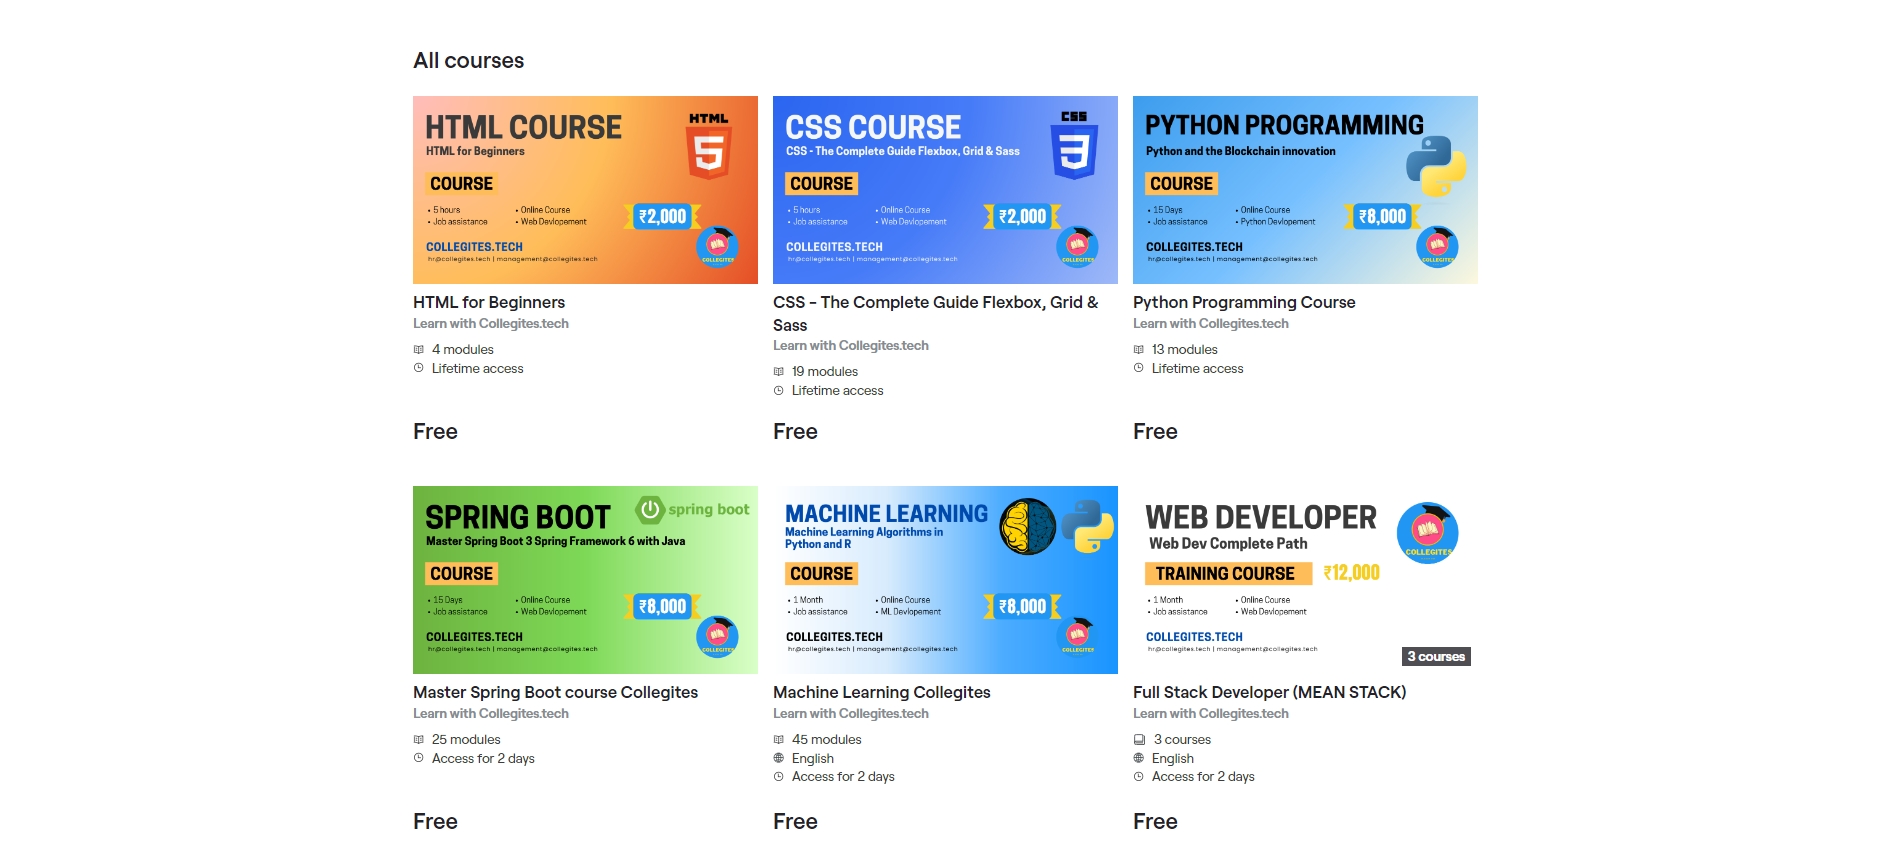 All courses
HTML COURSE
HTML
HTML for Beginners
5
COURSE
• 5 hours
• Online Course
• Job assistance
• Web Devlopement
₹2,000
COLLEGITES.TECH
hr@collegites.tech | management@collegites.tech
COLLEGITES
HTML for Beginners
Learn with Collegites.tech
4 modules
Lifetime access
Free
CSS COURSE
CSS
CSS - The Complete Guide Flexbox, Grid & Sass
3
COURSE
• 5 hours
• Online Course
• Job assistance
• Web Devlopement
₹2,000
COLLEGITES.TECH
hr@collegites.tech | management@collegites.tech
COLLEGITES
CSS - The Complete Guide Flexbox, Grid &
Sass
Learn with Collegites.tech
19 modules
Lifetime access
Free
PYTHON PROGRAMMING
Python and the Blockchain innovation
COURSE
• 15 Days
• Online Course
• Job assistance
• Python Devlopement
₹8,000
COLLEGITES.TECH
hr@collegites.tech | management@collegites.tech
COLLEGITES
Python Programming Course
Learn with Collegites.tech
13 modules
Lifetime access
Free
SPRING BOOT
spring boot
Master Spring Boot 3 Spring Framework 6 with Java
COURSE
• 15 Days
• Online Course
• Job assistance
• Web Devlopement
₹8,000
COLLEGITES.TECH
hr@collegites.tech | management@collegites.tech
COLLEGITES
Master Spring Boot course Collegites
Learn with Collegites.tech
25 modules
Access for 2 days
Free
MACHINE LEARNING
Machine Learning Algorithms in
Python and R
COURSE
• 1 Month
• Online Course
• Job assistance
• ML Devlopement
₹8,000
COLLEGITES.TECH
hr@collegites.tech | management@collegites.tech
COLLEGITES
Machine Learning Collegites
Learn with Collegites.tech
45 modules
English
Access for 2 days
Free
WEB DEVELOPER
Web Dev Complete Path
COLLEGITES
TRAINING COURSE
₹12,000
• 1 Month
• Online Course
• Job assistance
• Web Devlopement
COLLEGITES.TECH
hr@collegites.tech | management@collegites.tech
3 courses
Full Stack Developer (MEAN STACK)
Learn with Collegites.tech
3 courses
English
Access for 2 days
Free